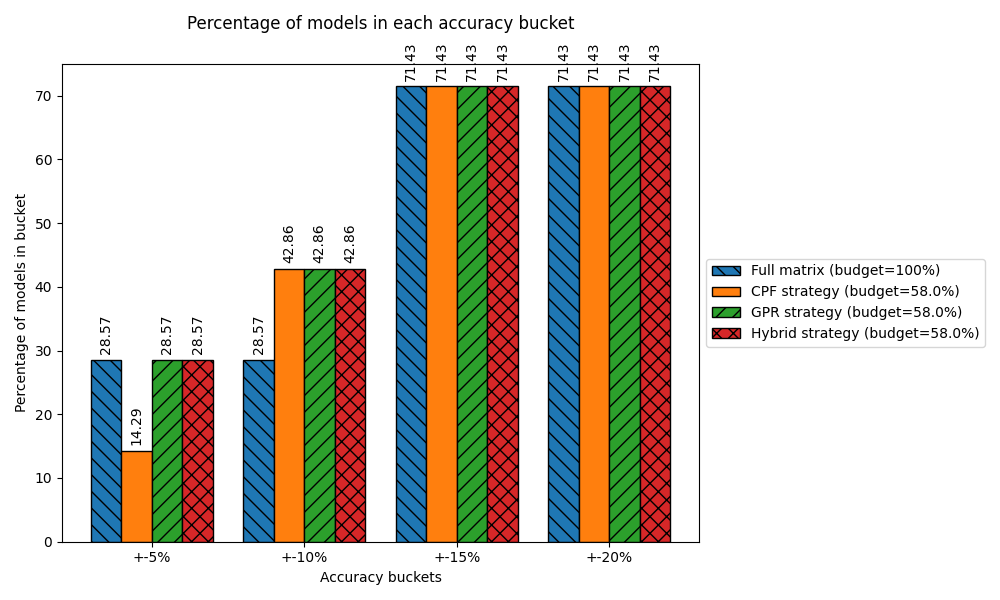 Percentage of models in each accuracy bucket
71.43 71.43 71.43 71.43 71.43 71.43 71.43 71.43
42.86 42.86 42.86
28.57 28.57 28.57 28.57
14.29
Percentage of models in bucket
70
60
50
40
30
20
10
0
+-5% +-10% +-15% +-20%
Accuracy buckets
Full matrix (budget=100%)
CPF strategy (budget=58.0%)
GPR strategy (budget=58.0%)
Hybrid strategy (budget=58.0%)